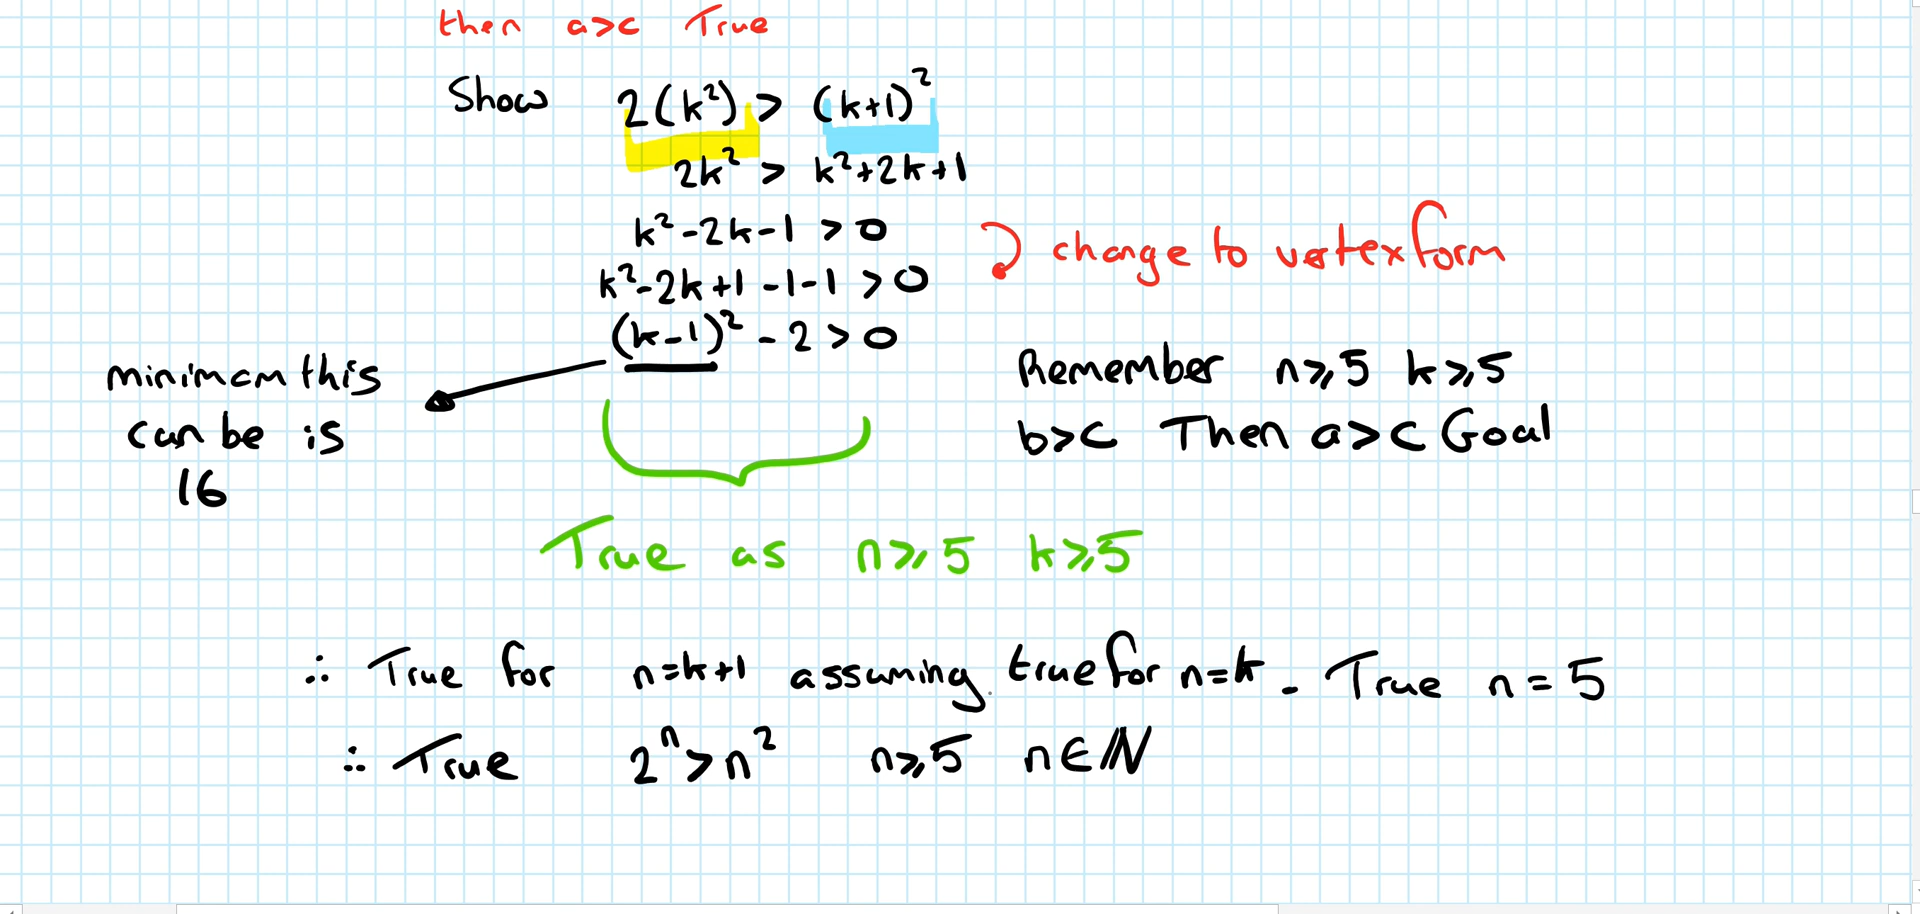 then a>c True
Show 2(k²) > (k+1)²
2k² > k²+2k+1
k²-2k-1 > 0
change to vertex form
k²-2k+1-1-1 > 0
(k-1)² - 2 > 0
minimum this
can be is
16
Remember n⩾5 k⩾5
b>c Then a>c Goal
True as n⩾5 k⩾5
∴ True for n=k+1 assuming true for n=k. True n=5
∴ True 2ⁿ>n² n⩾5 n∈ℕ